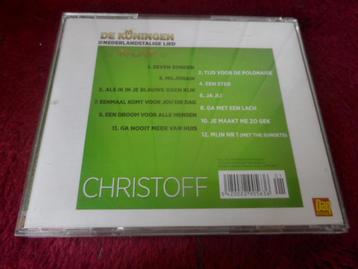 DE KONINGEN
NEDERLANDSTALIGE LIED
1. ZEVEN ZONDEN
2. TIJD VOOR DE POLONAISE
3. MILJONAIR
4. EEN STER
5. ALS IK IN JE BLAUWE OGEN KIJK
6. JA JIJ
7. EENMAAL KOMT VOOR JOU DIE DAG
8. GA MET EEN LACH
9. EEN DROOM VOOR ALLE MENSEN
10. JE MAAKT ME ZO GEK
11. GA NOOIT MEER VAN HUIS
12. MIJN NR 1 (MET THE SUNSETS)
CHRISTOFF
Dag